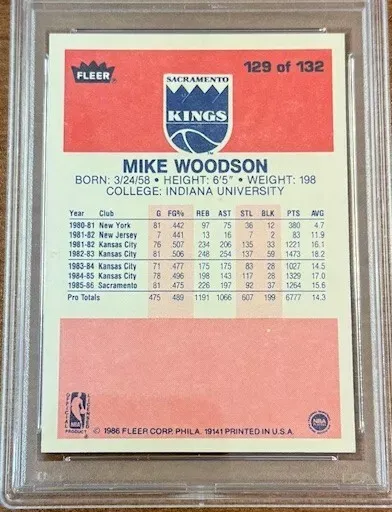 FLEER
129 of 132
SACRAMENTO
KINGS
MIKE WOODSON
BORN: 3/24/58 • HEIGHT: 6'5" • WEIGHT: 198
COLLEGE: INDIANA UNIVERSITY
Year Club G FG% REB AST STL BLK PTS AVG
1980-81 New York 81 .442 97 75 36 12 380 4.7
1981-82 New Jersey 7 .441 13 16 7 2 83 11.9
1981-82 Kansas City 76 .507 234 206 135 33 1221 16.1
1982-83 Kansas City 81 .506 248 254 137 59 1473 18.2
1983-84 Kansas City 71 .477 175 175 83 28 1027 14.5
1984-85 Kansas City 78 .496 198 143 117 28 1329 17.0
1985-86 Sacramento 81 .475 226 197 92 37 1264 15.6
Pro Totals 475 .489 1191 1066 607 199 6777 14.3
NBA
© 1986 FLEER CORP. PHILA. 19141 PRINTED IN U.S.A.